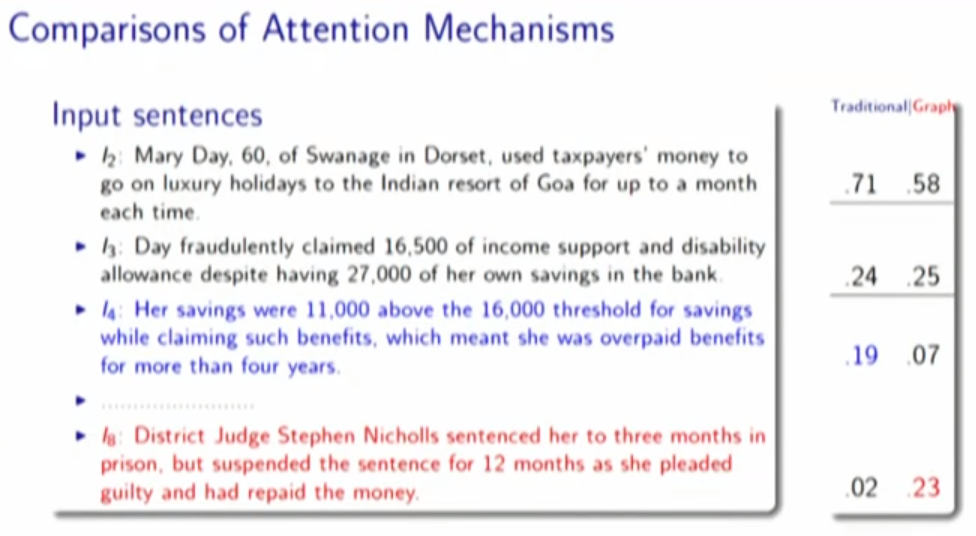 Comparisons of Attention Mechanisms
Input sentences
Traditional|Graph
► I₂: Mary Day, 60, of Swanage in Dorset, used taxpayers' money to
go on luxury holidays to the Indian resort of Goa for up to a month
each time.
.71 .58
► I₃: Day fraudulently claimed 16,500 of income support and disability
allowance despite having 27,000 of her own savings in the bank.
.24 .25
► I₄: Her savings were 11,000 above the 16,000 threshold for savings
while claiming such benefits, which meant she was overpaid benefits
for more than four years.
.19 .07
► ........................
► I₈: District Judge Stephen Nicholls sentenced her to three months in
prison, but suspended the sentence for 12 months as she pleaded
guilty and had repaid the money.
.02 .23